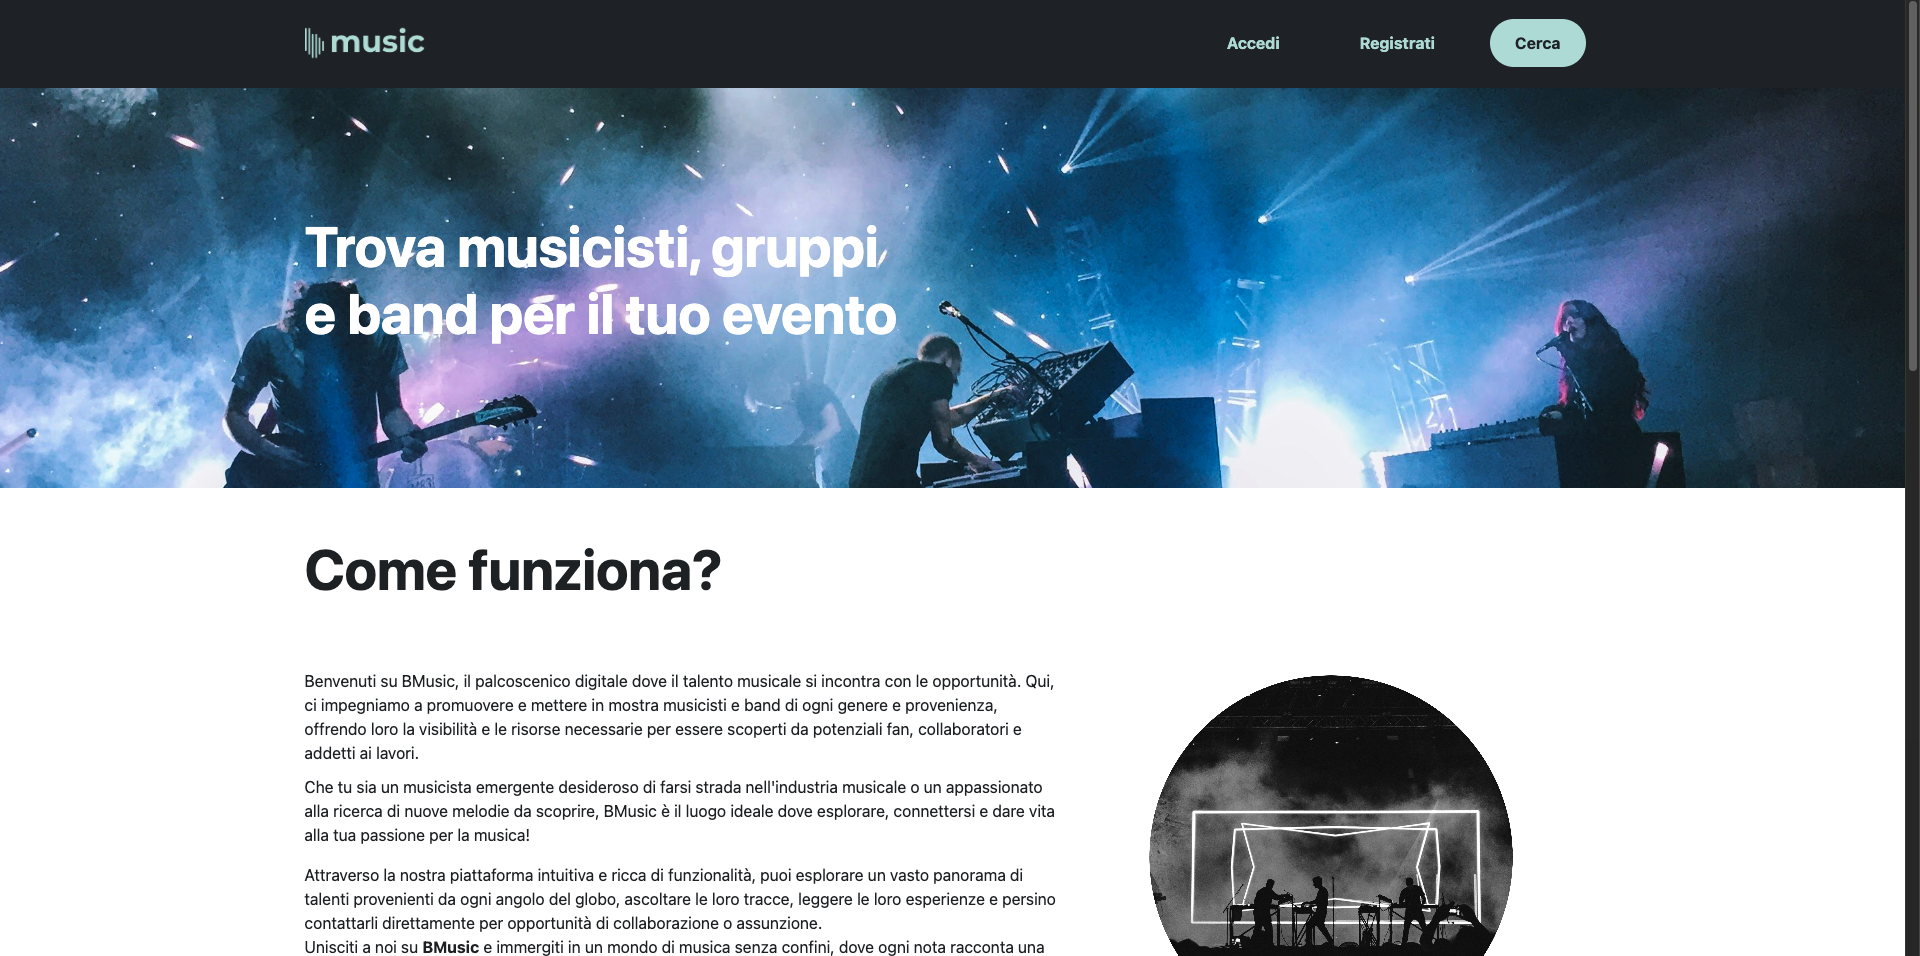 music
Accedi
Registrati
Cerca
Trova musicisti, gruppi
e band per il tuo evento
Come funziona?
Benvenuti su BMusic, il palcoscenico digitale dove il talento musicale si incontra con le opportunità. Qui,
ci impegniamo a promuovere e mettere in mostra musicisti e band di ogni genere e provenienza,
offrendo loro la visibilità e le risorse necessarie per essere scoperti da potenziali fan, collaboratori e
addetti ai lavori.
Che tu sia un musicista emergente desideroso di farsi strada nell'industria musicale o un appassionato
alla ricerca di nuove melodie da scoprire, BMusic è il luogo ideale dove esplorare, connettersi e dare vita
alla tua passione per la musica!
Attraverso la nostra piattaforma intuitiva e ricca di funzionalità, puoi esplorare un vasto panorama di
talenti provenienti da ogni angolo del globo, ascoltare le loro tracce, leggere le loro esperienze e persino
contattarli direttamente per opportunità di collaborazione o assunzione.
Unisciti a noi su BMusic e immergiti in un mondo di musica senza confini, dove ogni nota racconta una